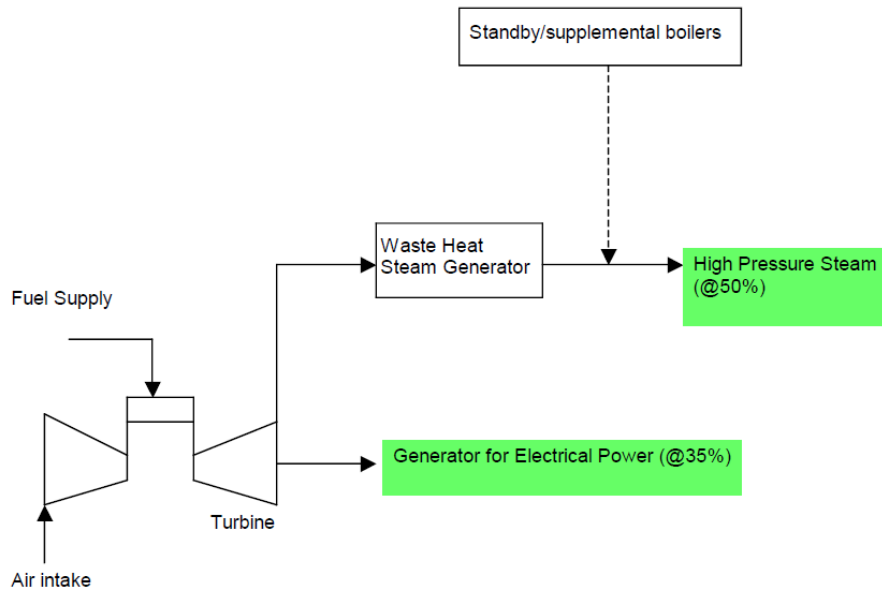 Standby/supplemental boilers
Waste Heat
Steam Generator
High Pressure Steam
(@50%)
Fuel Supply
Generator for Electrical Power (@35%)
Turbine
Air intake